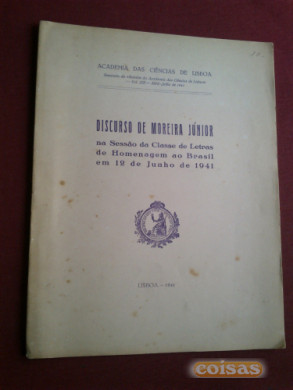 ACADEMIA DAS CIÊNCIAS DE LISBOA
DISCURSO DE MOREIRA JÚNIOR
na Sessão da Classe de Letras
de Homenagem ao Brasil
em 12 de Junho de 1941
LISBOA
coisas